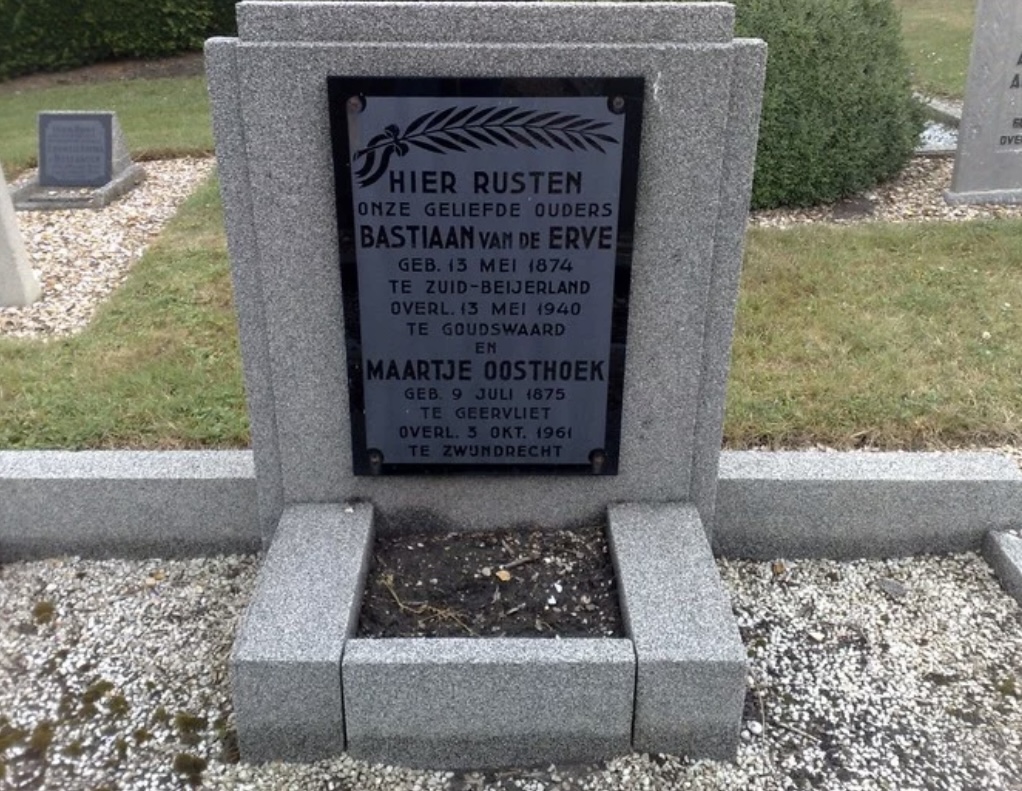 HIER RUSTEN
ONZE GELIEFDE OUDERS
BASTIAAN VAN DE ERVE
GEB. 13 MEI 1874
TE ZUID-BEIJERLAND
OVERL. 13 MEI 1940
TE GOUDSWAARD
EN
MAARTJE OOSTHOEK
GEB. 9 JULI 1875
TE GEERVLIET
OVERL. 3 OKT. 1961
TE ZWIJNDRECHT